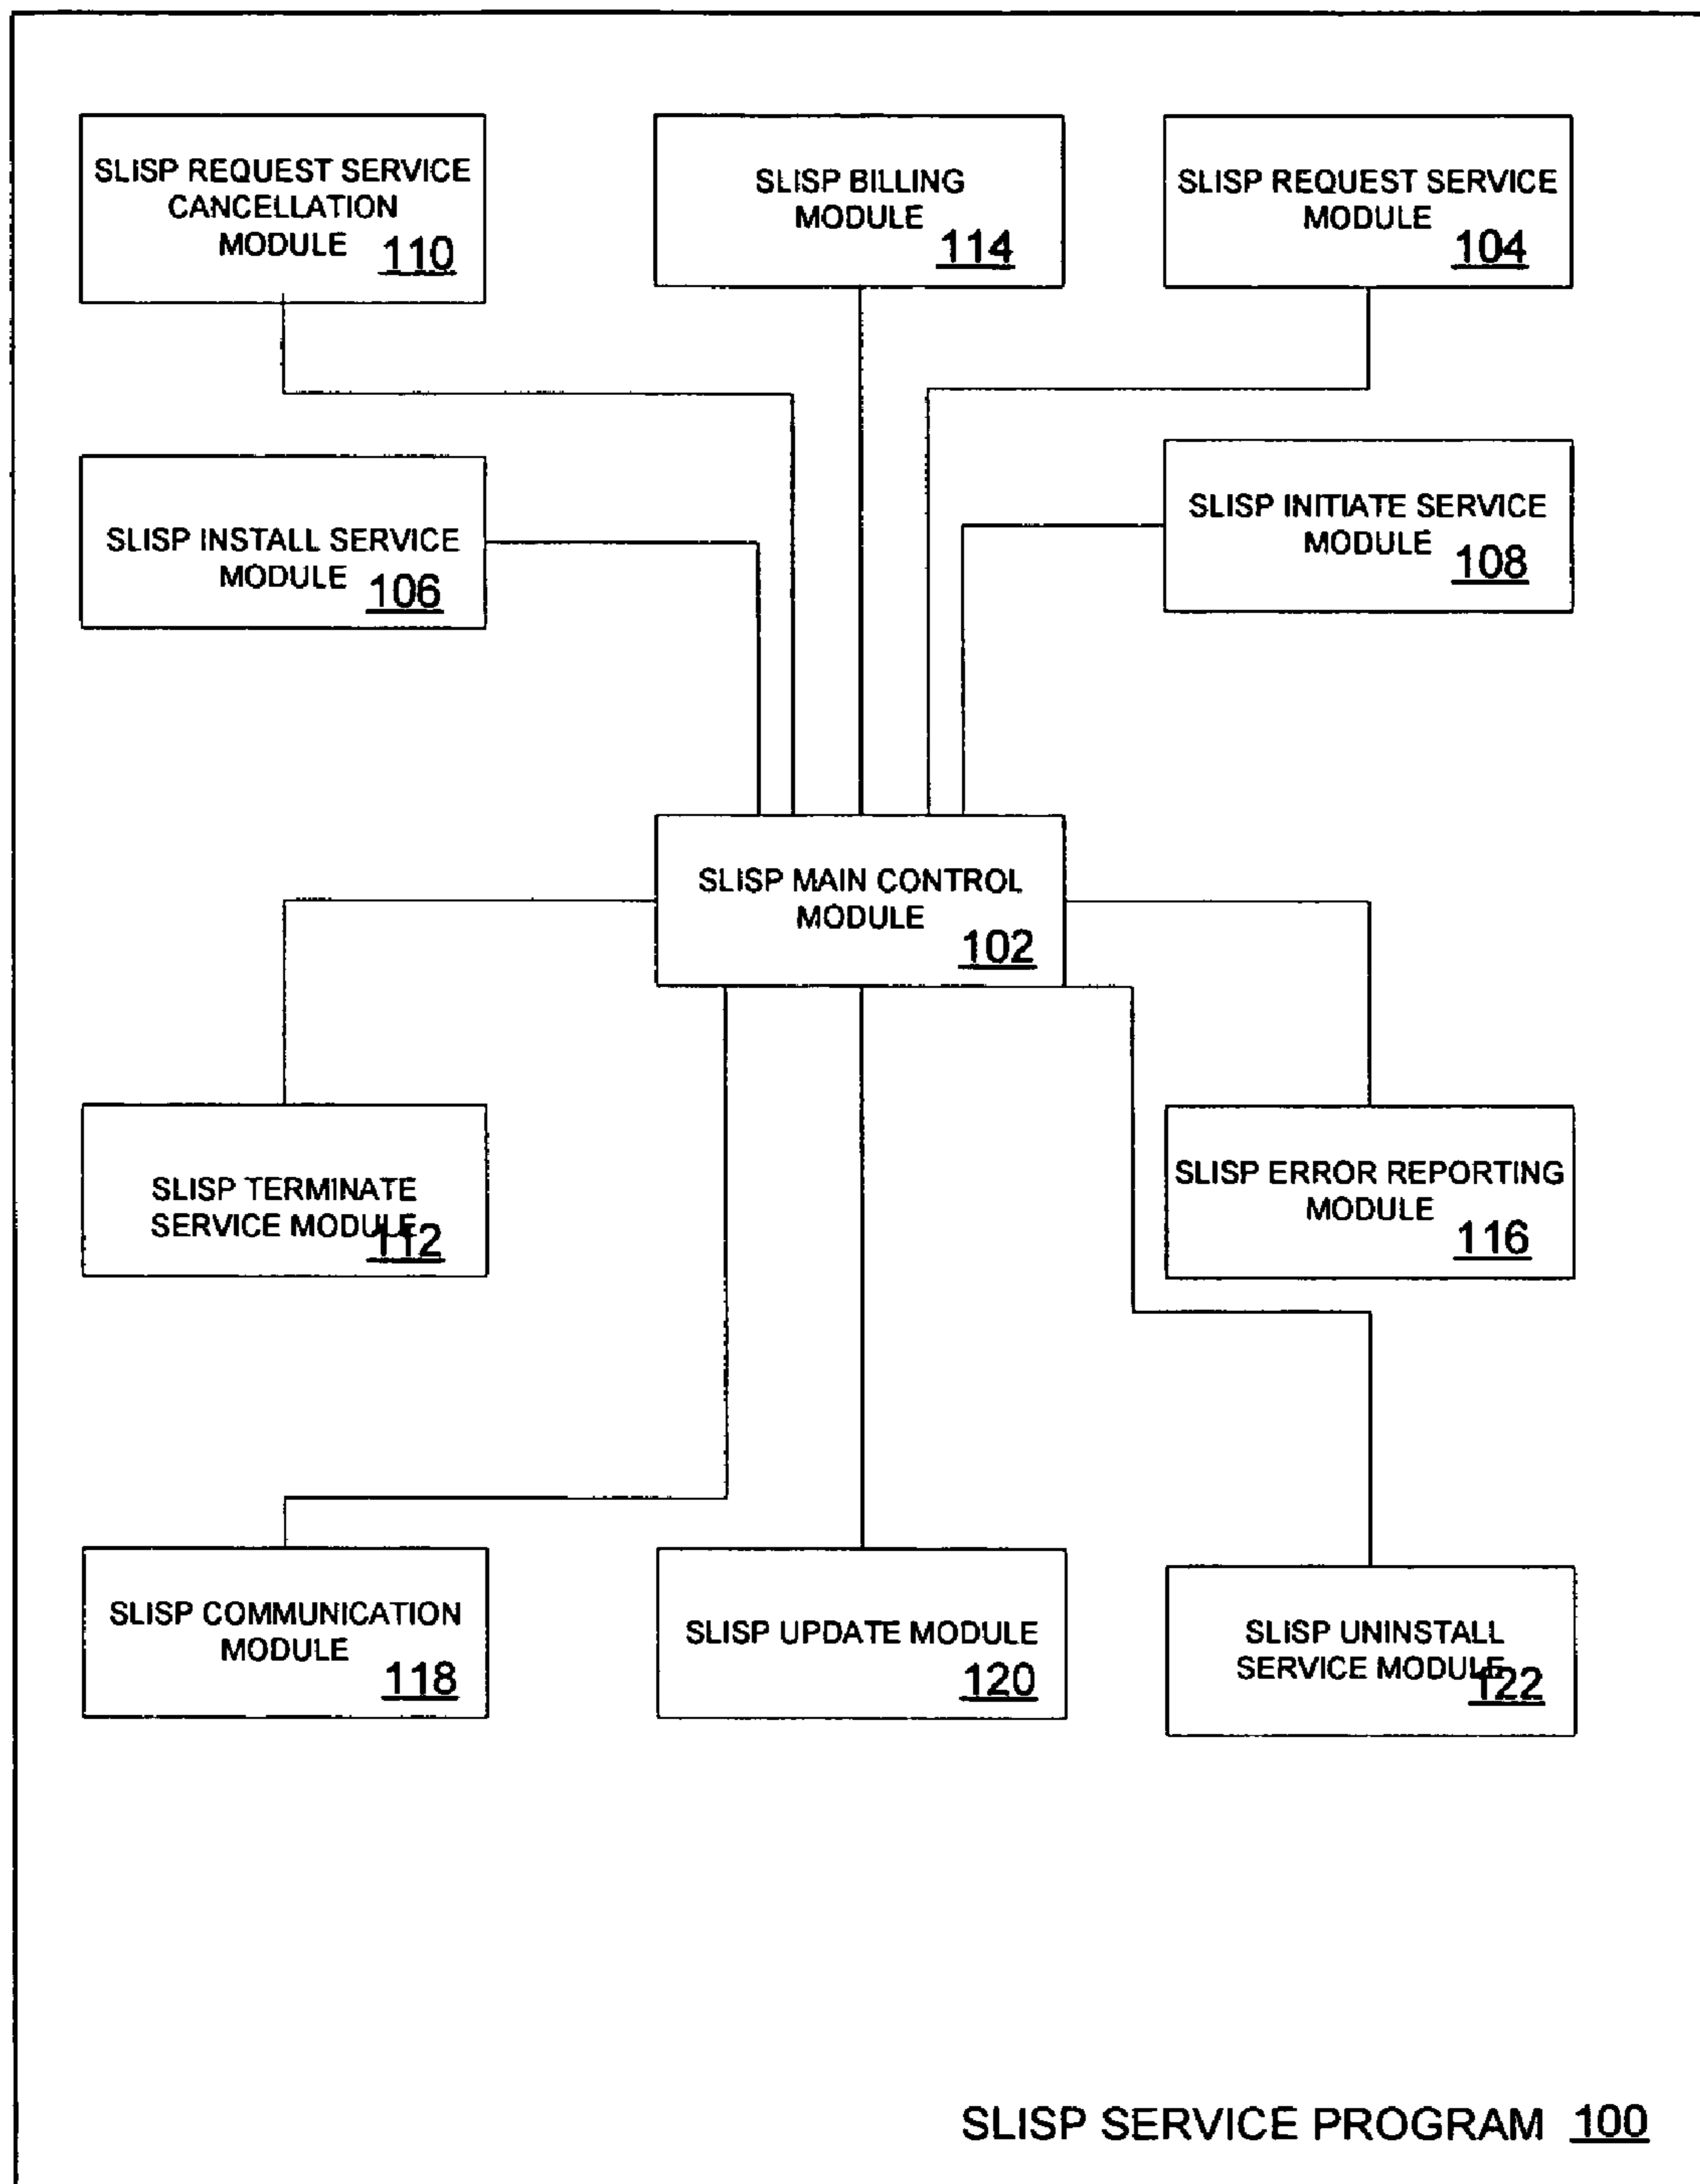 SLISP REQUEST SERVICE
CANCELLATION
MODULE 110
SLISP BILLING
MODULE 114
SLISP REQUEST SERVICE
MODULE 104
SLISP INSTALL SERVICE
MODULE 106
SLISP INITIATE SERVICE
MODULE 108
SLISP MAIN CONTROL
MODULE 102
SLISP TERMINATE
SERVICE MODULE 112
SLISP ERROR REPORTING
MODULE 116
SLISP COMMUNICATION
MODULE 118
SLISP UPDATE MODULE
120
SLISP UNINSTALL
SERVICE MODULE 122
SLISP SERVICE PROGRAM 100